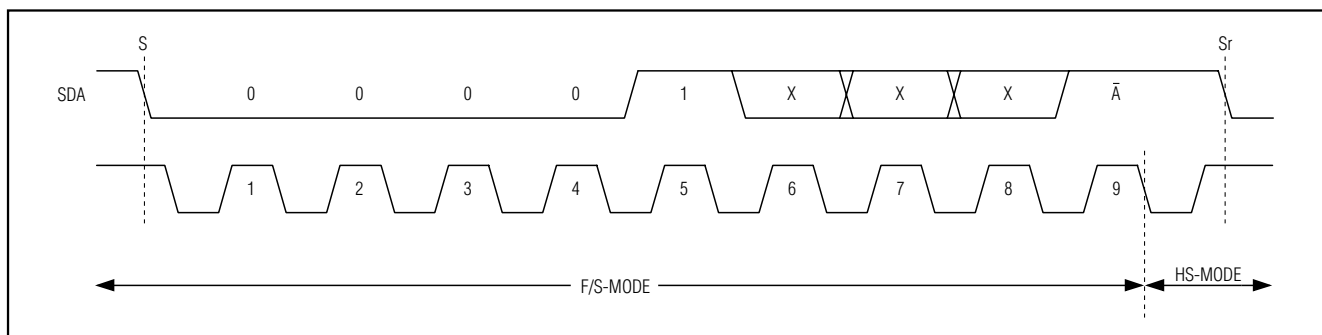 S Sr
SDA 0 0 0 0 1 X X X Ā
1 2 3 4 5 6 7 8 9
F/S-MODE HS-MODE